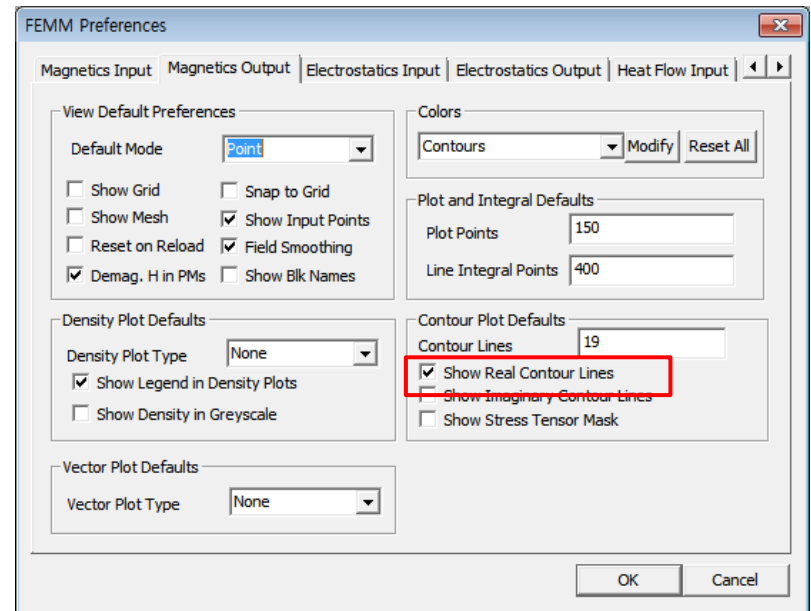 FEMM Preferences
Magnetics Input Magnetics Output Electrostatics Input Electrostatics Output Heat Flow Input
View Default Preferences
Default Mode Point
Show Grid Snap to Grid
Show Mesh Show Input Points
Reset on Reload Field Smoothing
Demag. H in PMs Show Blk Names
Colors
Contours Modify Reset All
Plot and Integral Defaults
Plot Points 150
Line Integral Points 400
Density Plot Defaults
Density Plot Type None
Show Legend in Density Plots
Show Density in Greyscale
Contour Plot Defaults
Contour Lines 19
Show Real Contour Lines
Show Imaginary Contour Lines
Show Stress Tensor Mask
Vector Plot Defaults
Vector Plot Type None
OK Cancel